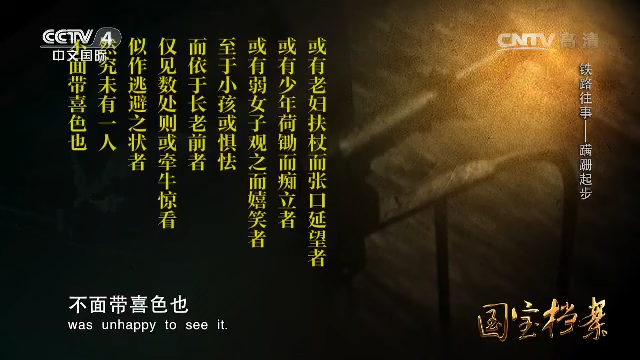 CCTV 4
中文国际
CNTV 高清
铁路往事——蹒跚起步
或有老妇扶杖而张口延望者
或有少年荷锄而痴立者
或有弱女子观之而嬉笑者
至于小孩或惧怯
而依于长老前者
仅见数处则或牵牛惊看
似作逃避之状者
然究未有一人
不面带喜色也
不面带喜色也
was unhappy to see it.
国宝档案